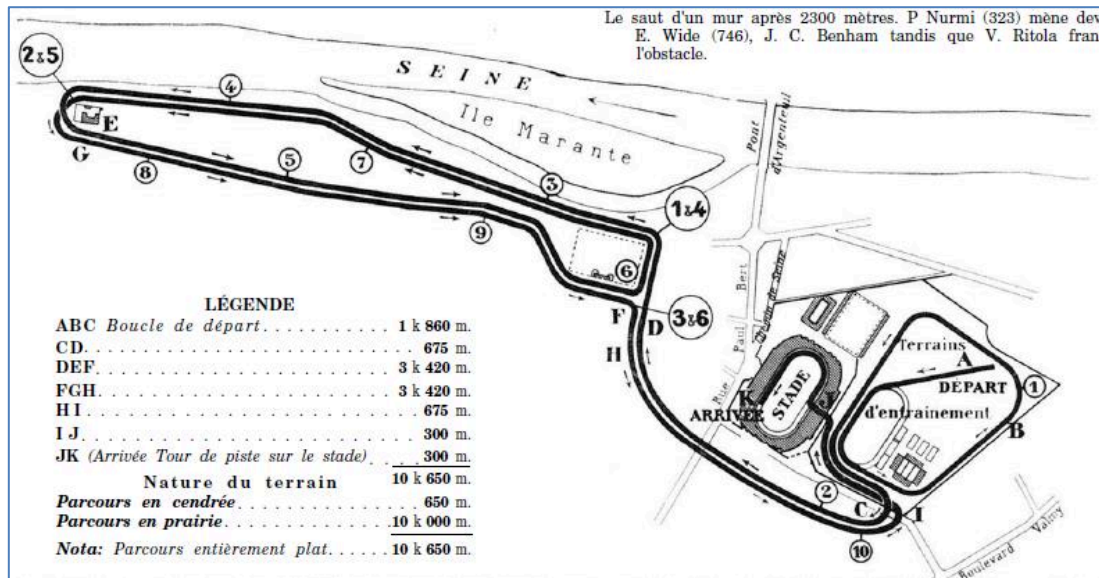 Le saut d'un mur après 2300 mètres. P Nurmi (323) mène dev
E. Wide (746), J. C. Benham tandis que V. Ritola fran
l'obstacle.
2&5
SEINE
Ile Marante
Pont
d'Argenteuil
4
E
G
8
5
7
3
9
1&4
6
F
D
3&6
H
Rue
Paul
Bert
Chemin de Seine
Terrains
A
DÉPART
1
d'entrainement
B
STADE
K
J
ARRIVÉE
2
C
I
10
Boulevard
Valmy
LÉGENDE
ABC Boucle de départ . . . . . . . . . . . . 1 k 860 m.
CD. . . . . . . . . . . . . . . . . . . . . . . . . . 675 m.
DEF. . . . . . . . . . . . . . . . . . . . . . . . . 3 k 420 m.
FGH . . . . . . . . . . . . . . . . . . . . . . . . 3 k 420 m.
HI . . . . . . . . . . . . . . . . . . . . . . . . . . 675 m.
IJ . . . . . . . . . . . . . . . . . . . . . . . . . . . 300 m.
JK (Arrivée Tour de piste sur le stade) . . . 300 m.
Nature du terrain 10 k 650 m.
Parcours en cendrée . . . . . . . . . . . . 650 m.
Parcours en prairie . . . . . . . . . . . . . 10 k 000 m.
Nota: Parcours entièrement plat . . . . . . 10 k 650 m.